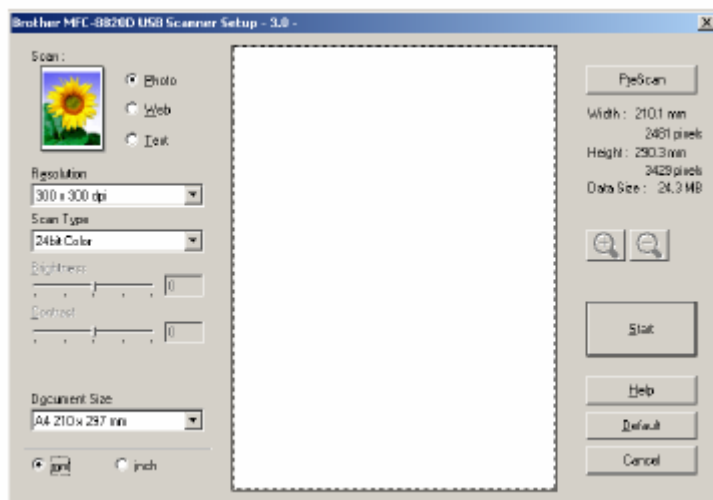 Brother MFC-8820D USB Scanner Setup - 3.0 -
Scan :
Photo
Web
Text
Resolution
300 x 300 dpi
Scan Type
24bit Color
Brightness
0
Contrast
0
Document Size
A4 210 x 297 mm
mm
inch
PreScan
Width : 210.1 mm
2481 pixels
Height : 290.3 mm
3429 pixels
Data Size : 24.3 MB
Start
Help
Default
Cancel